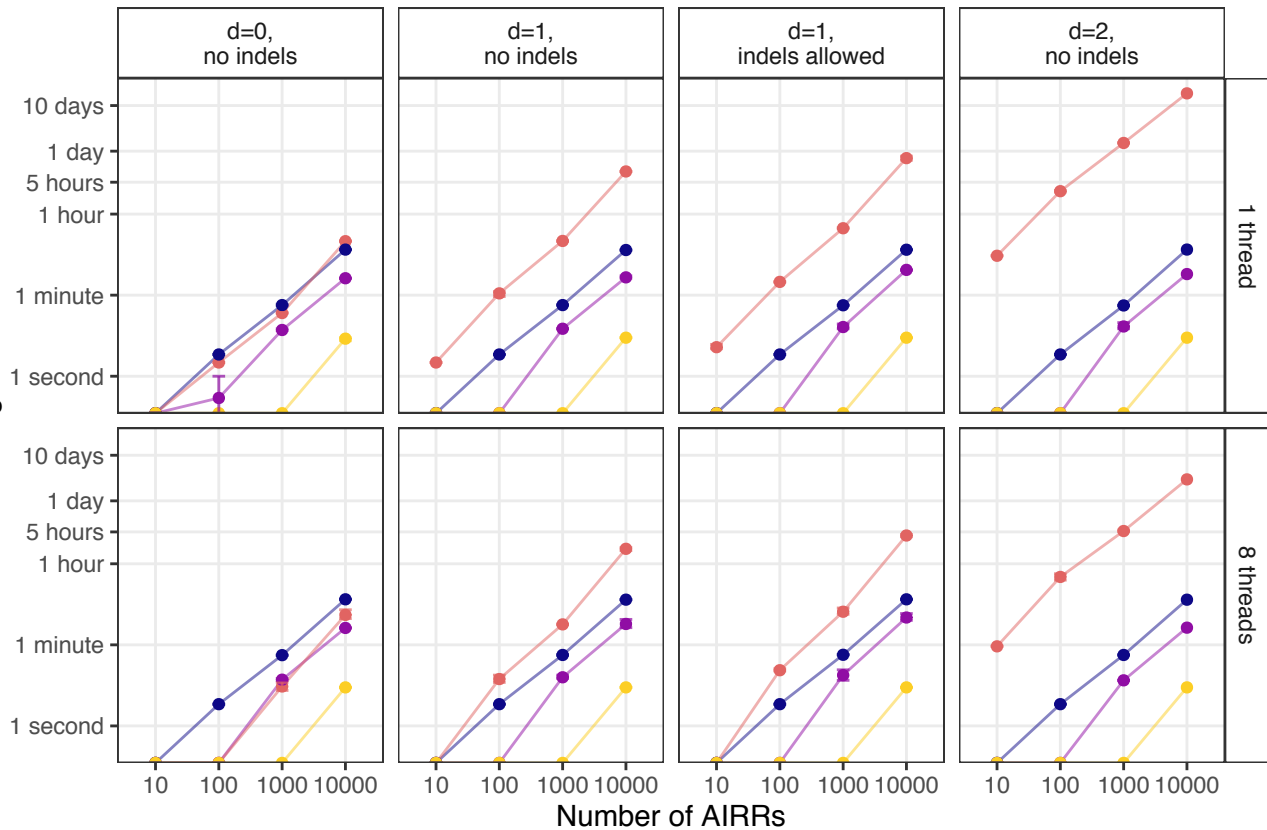 d=0,
no indels
d=1,
no indels
d=1,
indels allowed
d=2,
no indels
10 days
1 day
5 hours
1 hour
1 minute
1 second
1 thread
10 days
1 day
5 hours
1 hour
1 minute
1 second
8 threads
10 100 1000 10000 10 100 1000 10000 10 100 1000 10000 10 100 1000 10000
Number of AIRRs